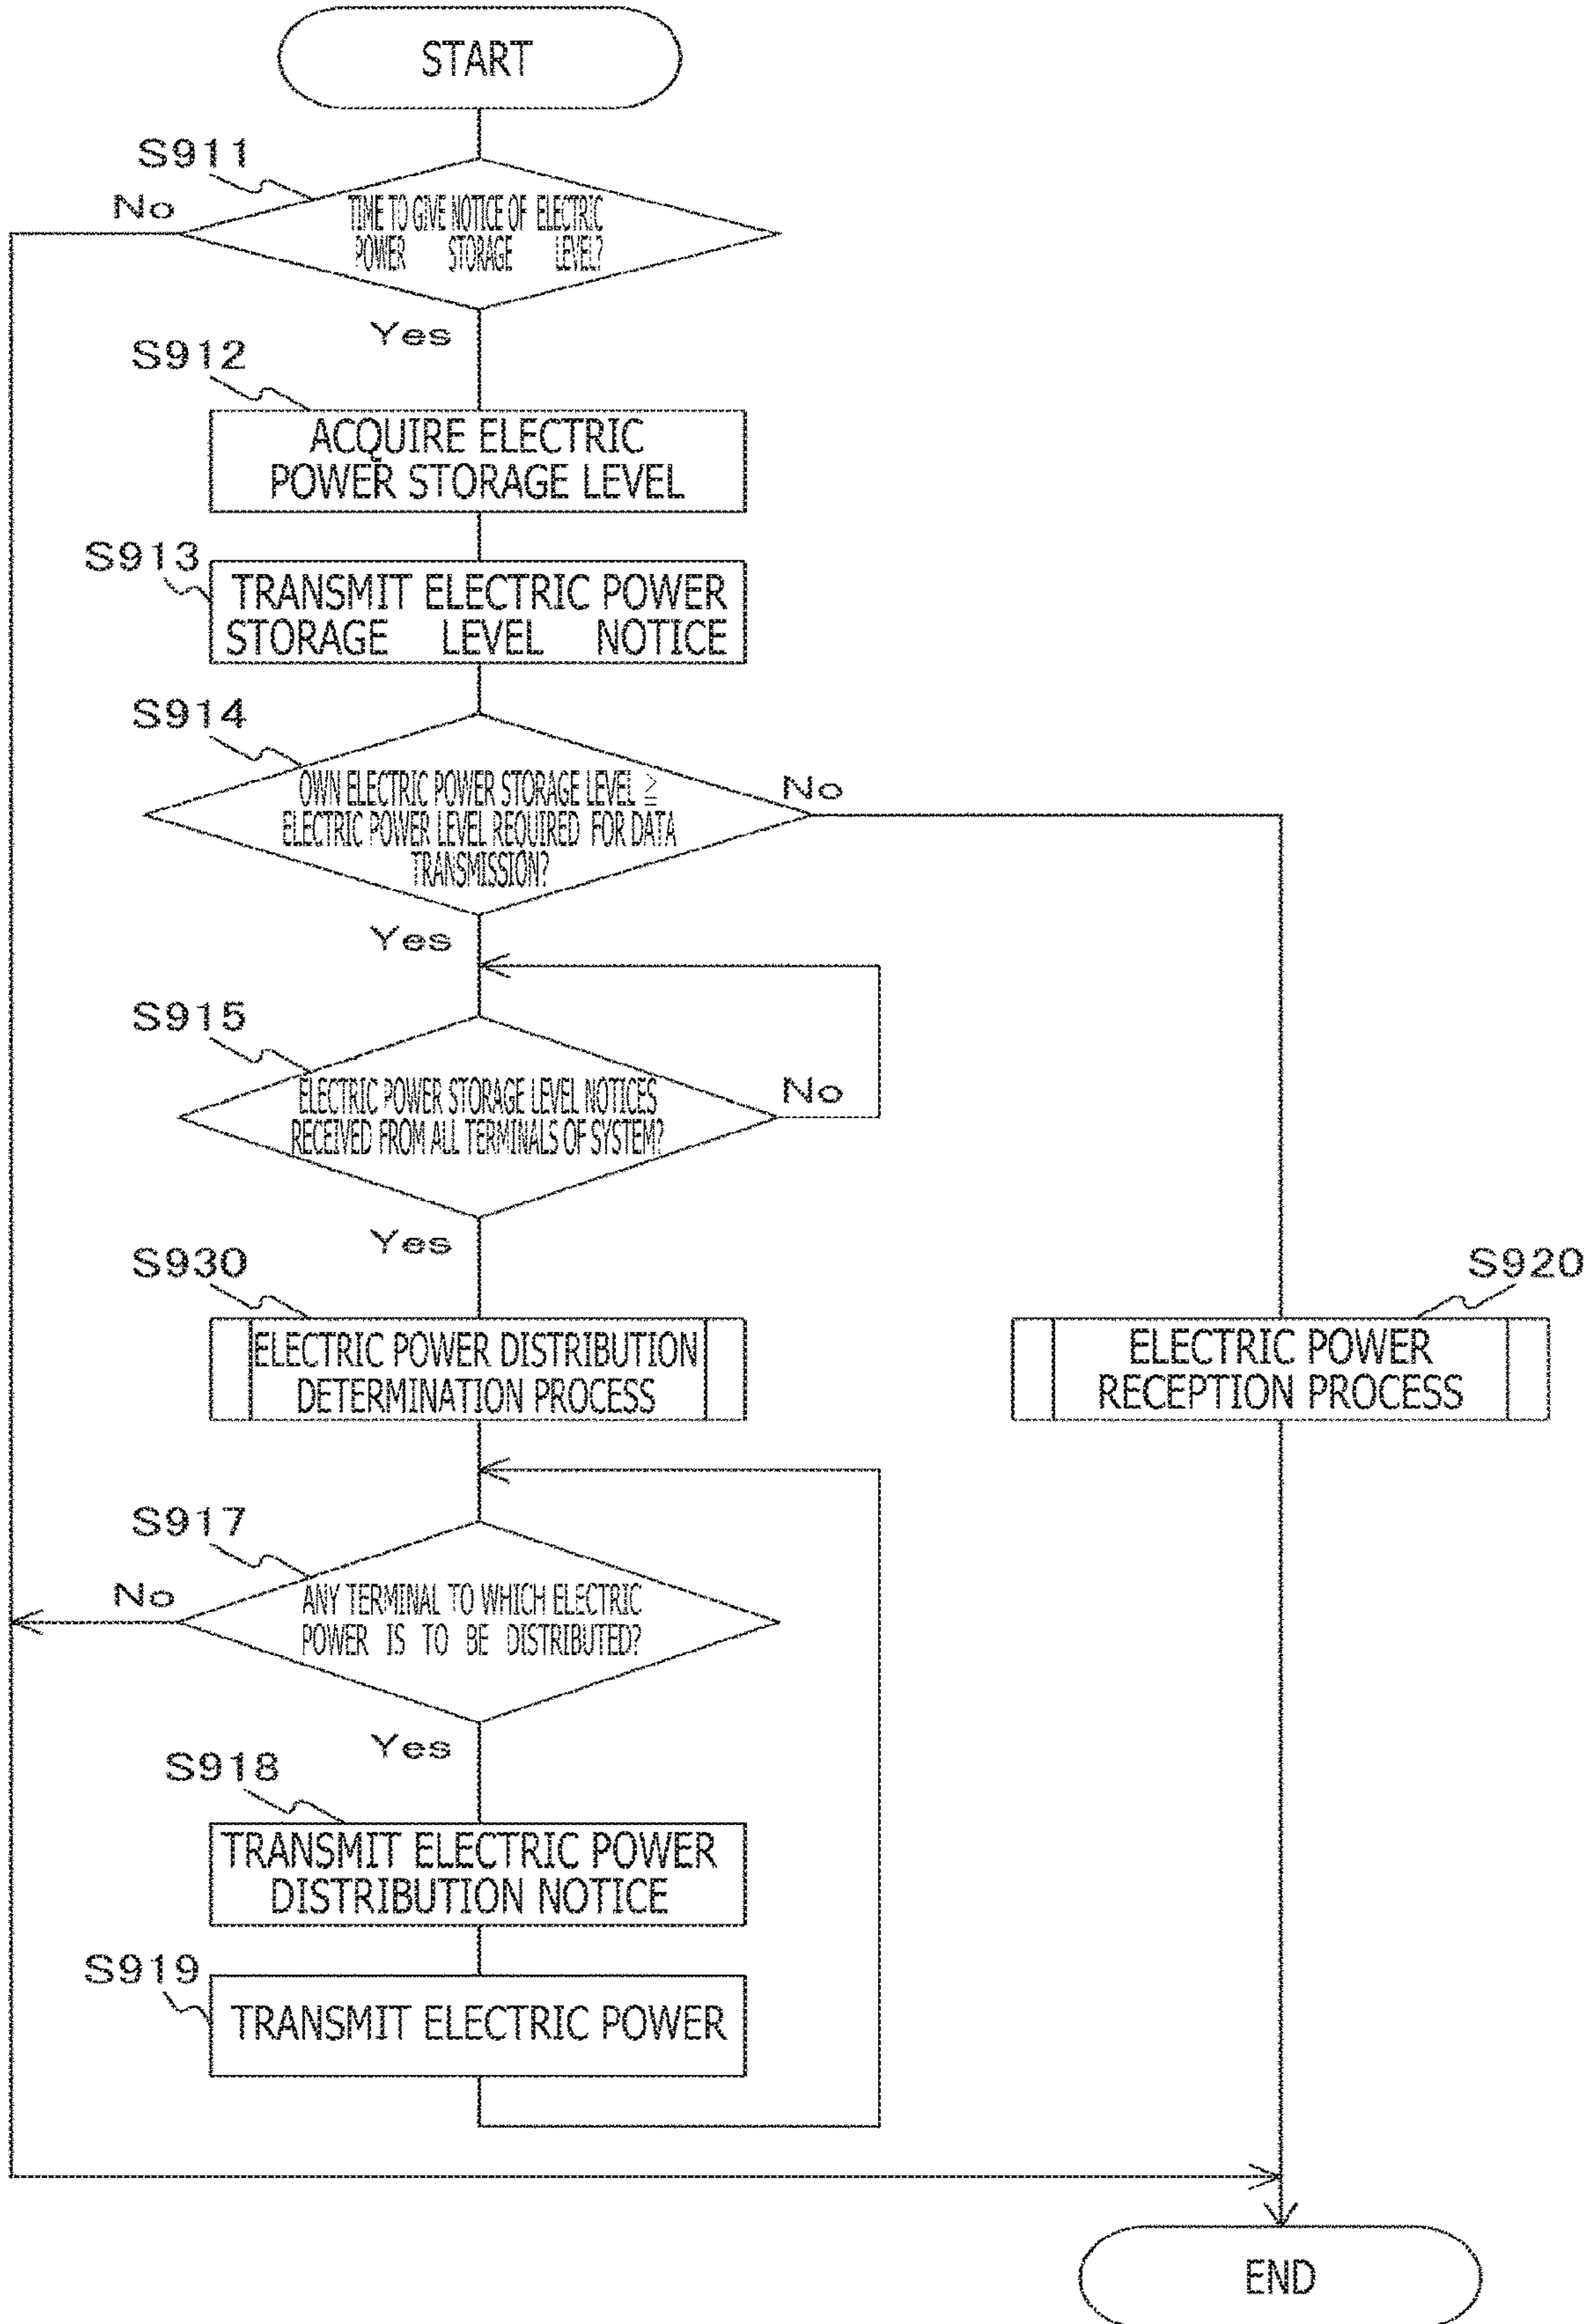 START
S911
No
TIME TO GIVE NOTICE OF ELECTRIC
POWER STORAGE LEVEL?
Yes
S912
ACQUIRE ELECTRIC
POWER STORAGE LEVEL
S913
TRANSMIT ELECTRIC POWER
STORAGE LEVEL NOTICE
S914
OWN ELECTRIC POWER STORAGE LEVEL ≧
ELECTRIC POWER LEVEL REQUIRED FOR DATA
TRANSMISSION?
No
Yes
S915
ELECTRIC POWER STORAGE LEVEL NOTICES
RECEIVED FROM ALL TERMINALS OF SYSTEM?
No
Yes
S930
ELECTRIC POWER DISTRIBUTION
DETERMINATION PROCESS
S920
ELECTRIC POWER
RECEPTION PROCESS
S917
No
ANY TERMINAL TO WHICH ELECTRIC
POWER IS TO BE DISTRIBUTED?
Yes
S918
TRANSMIT ELECTRIC POWER
DISTRIBUTION NOTICE
S919
TRANSMIT ELECTRIC POWER
END